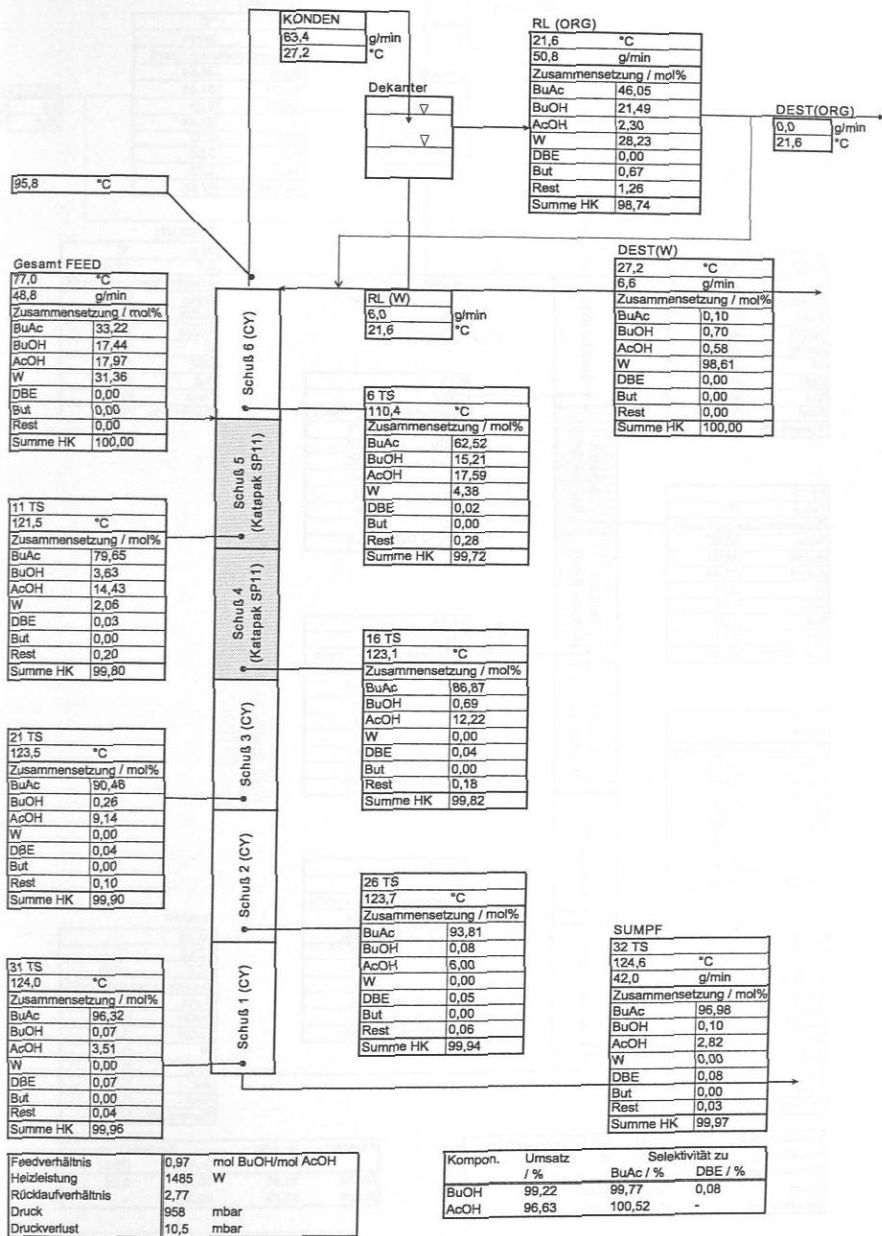 KONDEN
63,4 g/min
27,2 °C
Dekanter
RL (ORG)
21,6 °C
50,8 g/min
Zusammensetzung / mol%
BuAc 46,05
BuOH 21,49
AcOH 2,30
W 28,23
DBE 0,00
But 0,67
Rest 1,26
Summe HK 98,74
DEST(ORG)
0,0 g/min
21,6 °C
95,8 °C
Gesamt FEED
77,0 °C
48,8 g/min
Zusammensetzung / mol%
BuAc 33,22
BuOH 17,44
AcOH 17,97
W 31,36
DBE 0,00
But 0,00
Rest 0,00
Summe HK 100,00
RL (W)
6,0 g/min
21,6 °C
DEST(W)
27,2 °C
6,6 g/min
Zusammensetzung / mol%
BuAc 0,10
BuOH 0,70
AcOH 0,58
W 98,61
DBE 0,00
But 0,00
Rest 0,00
Summe HK 100,00
Schuß 6 (CY)
6 TS
110,4 °C
Zusammensetzung / mol%
BuAc 62,52
BuOH 15,21
AcOH 17,59
W 4,38
DBE 0,02
But 0,00
Rest 0,28
Summe HK 99,72
Schuß 5
(Katapak SP11)
11 TS
121,5 °C
Zusammensetzung / mol%
BuAc 79,65
BuOH 3,63
AcOH 14,43
W 2,06
DBE 0,03
But 0,00
Rest 0,20
Summe HK 99,80
Schuß 4
(Katapak SP11)
16 TS
123,1 °C
Zusammensetzung / mol%
BuAc 86,87
BuOH 0,69
AcOH 12,22
W 0,00
DBE 0,04
But 0,00
Rest 0,18
Summe HK 99,82
Schuß 3 (CY)
21 TS
123,5 °C
Zusammensetzung / mol%
BuAc 90,46
BuOH 0,26
AcOH 9,14
W 0,00
DBE 0,04
But 0,00
Rest 0,10
Summe HK 99,90
Schuß 2 (CY)
26 TS
123,7 °C
Zusammensetzung / mol%
BuAc 93,81
BuOH 0,08
AcOH 6,00
W 0,00
DBE 0,05
But 0,00
Rest 0,06
Summe HK 99,94
Schuß 1 (CY)
31 TS
124,0 °C
Zusammensetzung / mol%
BuAc 96,32
BuOH 0,07
AcOH 3,51
W 0,00
DBE 0,07
But 0,00
Rest 0,04
Summe HK 99,96
SUMPF
32 TS
124,6 °C
42,0 g/min
Zusammensetzung / mol%
BuAc 96,98
BuOH 0,10
AcOH 2,82
W 0,00
DBE 0,08
But 0,00
Rest 0,03
Summe HK 99,97
Feedverhältnis 0,97 mol BuOH/mol AcOH
Heizleistung 1485 W
Rücklaufverhältnis 2,77
Druck 958 mbar
Druckverlust 10,5 mbar
Kompon. Umsatz Selektivität zu
/ % BuAc / % DBE / %
BuOH 99,22 99,77 0,08
AcOH 96,63 100,52 -